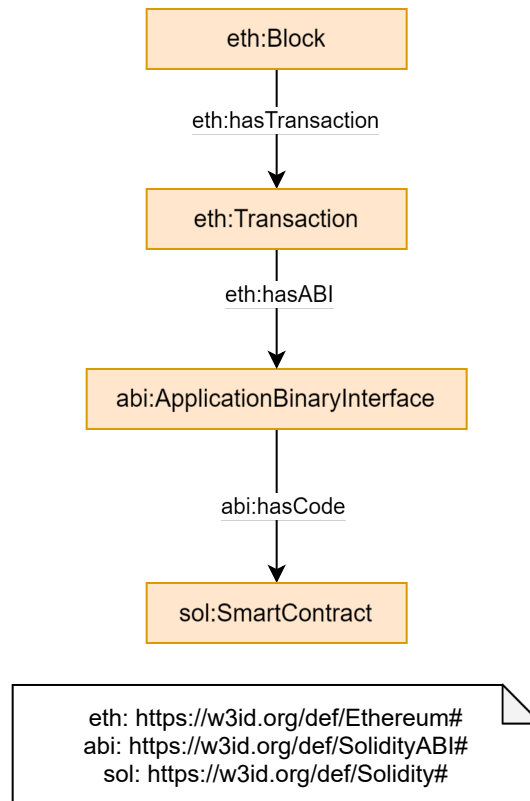 eth:Block
eth:hasTransaction
eth:Transaction
eth:hasABI
abi:ApplicationBinaryInterface
abi:hasCode
sol:SmartContract
eth: https://w3id.org/def/Ethereum#
abi: https://w3id.org/def/SolidityABI#
sol: https://w3id.org/def/Solidity#